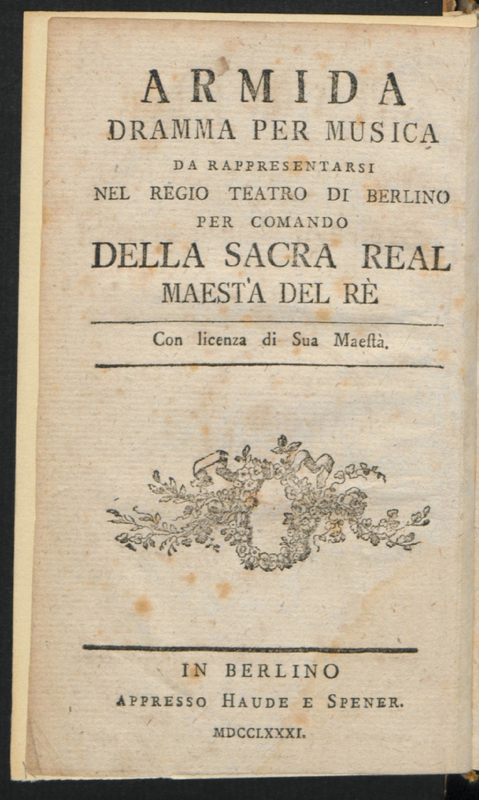 ARMIDA
DRAMMA PER MUSICA
DA RAPPRESENTARSI
NEL REGIO TEATRO DI BERLINO
PER COMANDO
DELLA SACRA REAL
MAESTA' DEL RÈ
Con licenza di Sua Maeſtà.
IN BERLINO
APPRESSO HAUDE E SPENER.
MDCCLXXXI.